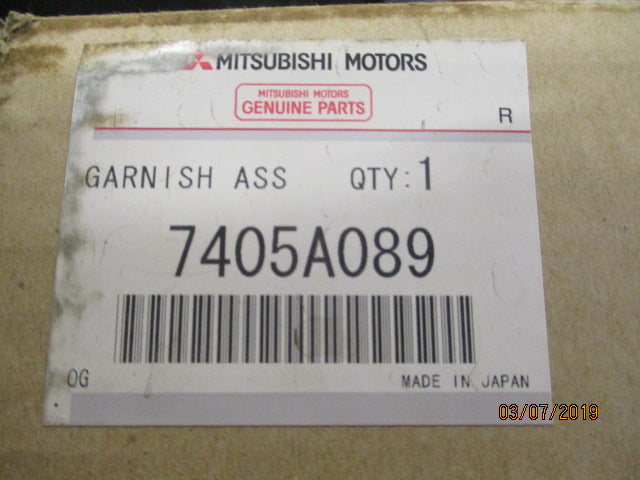 MITSUBISHI MOTORS
MITSUBISHI MOTORS
GENUINE PARTS
R
GARNISH ASS QTY:1
7405A089
OG MADE IN JAPAN
03/07/2019